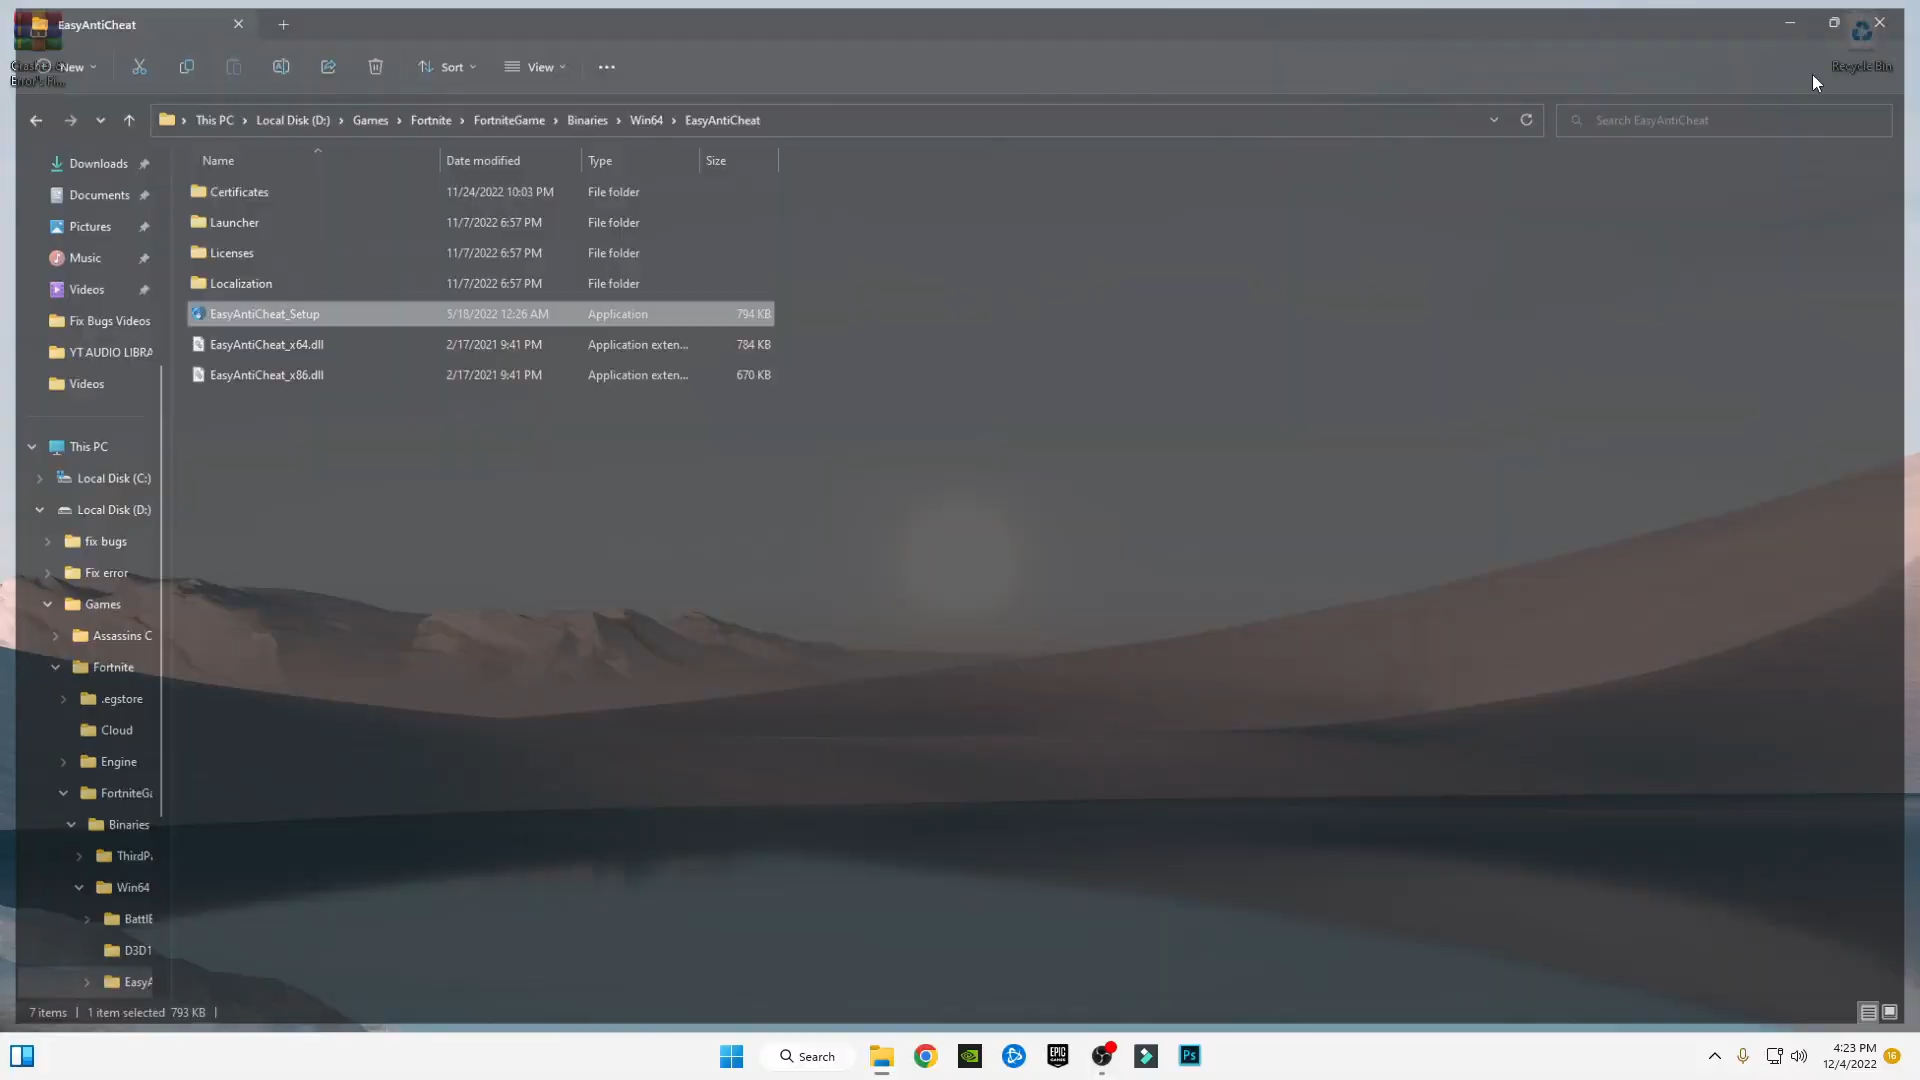 EasyAntiCheat
New
Sort
View
Recycle Bin
This PC
Local Disk (D:)
Games
Fortnite
FortniteGame
Binaries
Win64
EasyAntiCheat
Search EasyAntiCheat
Name
Date modified
Type
Size
Certificates 11/24/2022 10:03 PM File folder
Launcher 11/7/2022 6:57 PM File folder
Licenses 11/7/2022 6:57 PM File folder
Localization 11/7/2022 6:57 PM File folder
EasyAntiCheat_Setup 5/18/2022 12:26 AM Application 794 KB
EasyAntiCheat_x64.dll 2/17/2021 9:41 PM Application exten... 784 KB
EasyAntiCheat_x86.dll 2/17/2021 9:41 PM Application exten... 670 KB
Downloads
Documents
Pictures
Music
Videos
Fix Bugs Videos
YT AUDIO LIBRA
Videos
This PC
Local Disk (C:)
Local Disk (D:)
fix bugs
Fix error
Games
Assassins C
Fortnite
.egstore
Cloud
Engine
FortniteGa
Binaries
ThirdPa
Win64
BattlE
D3D1
EasyA
7 items
1 item selected 793 KB
Search
EPIC GAMES
Ps
4:23 PM
12/4/2022
16